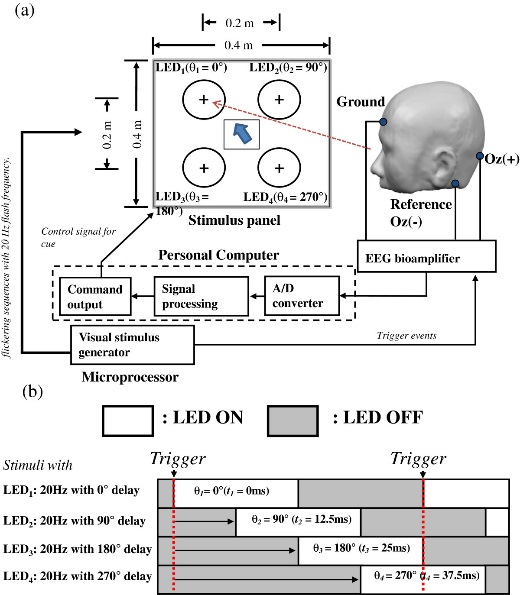 (a)
0.2 m
0.4 m
LED1(θ1 = 0°)
LED2(θ2 = 90°)
0.2 m
0.4 m
LED3(θ3 =
180°)
LED4(θ4 = 270°)
Stimulus panel
Ground
Oz(+)
Reference
Oz(-)
flickering sequences with 20 Hz flash frequency.
Control signal for
cue
Personal Computer
EEG bioamplifier
Command
output
Signal
processing
A/D
converter
Visual stimulus
generator
Trigger events
Microprocessor
(b)
: LED ON
: LED OFF
Stimuli with
Trigger
Trigger
LED1: 20Hz with 0° delay
θ1= 0°(t1 = 0ms)
LED2: 20Hz with 90° delay
θ2 = 90° (t2 = 12.5ms)
LED3: 20Hz with 180° delay
θ3 = 180° (t3 = 25ms)
LED4: 20Hz with 270° delay
θ4 = 270° (t4 = 37.5ms)